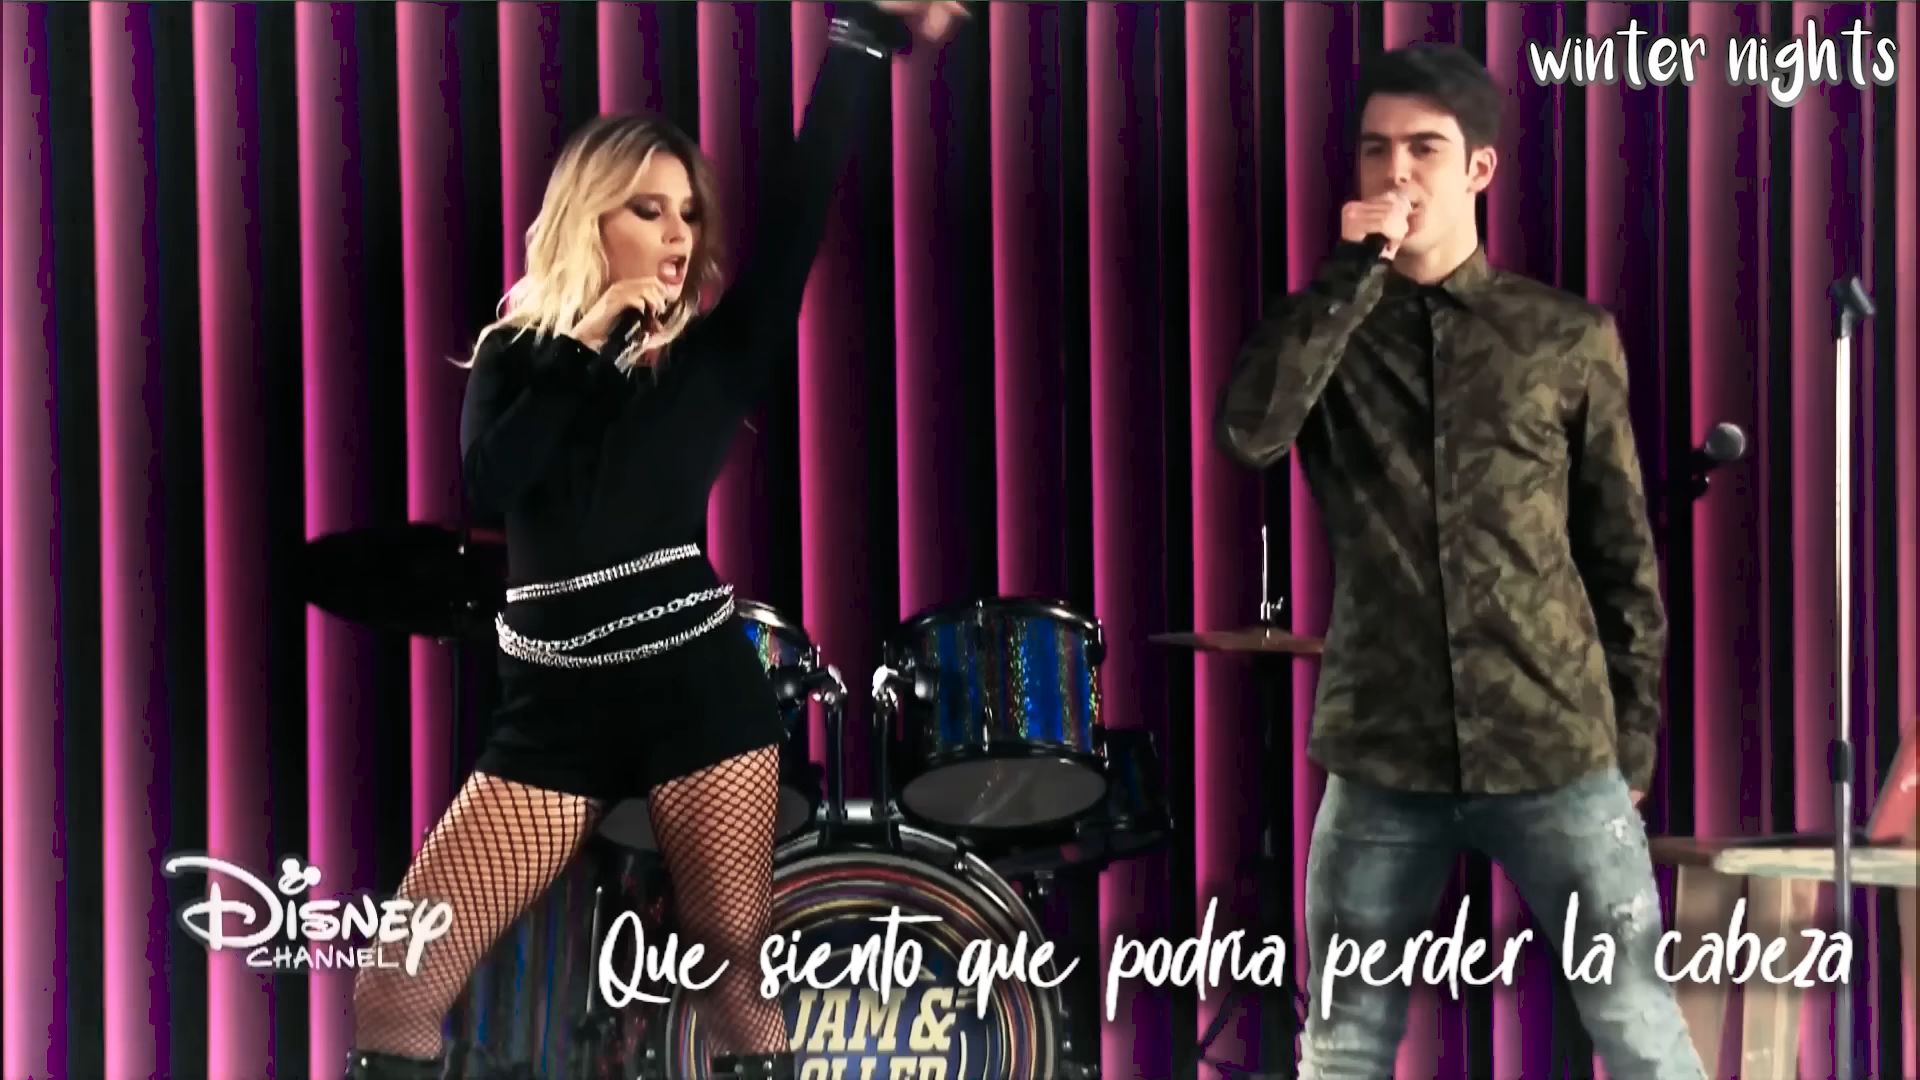 winter nights
Disney
CHANNEL
Que siento que podría perder la cabeza
JAM &